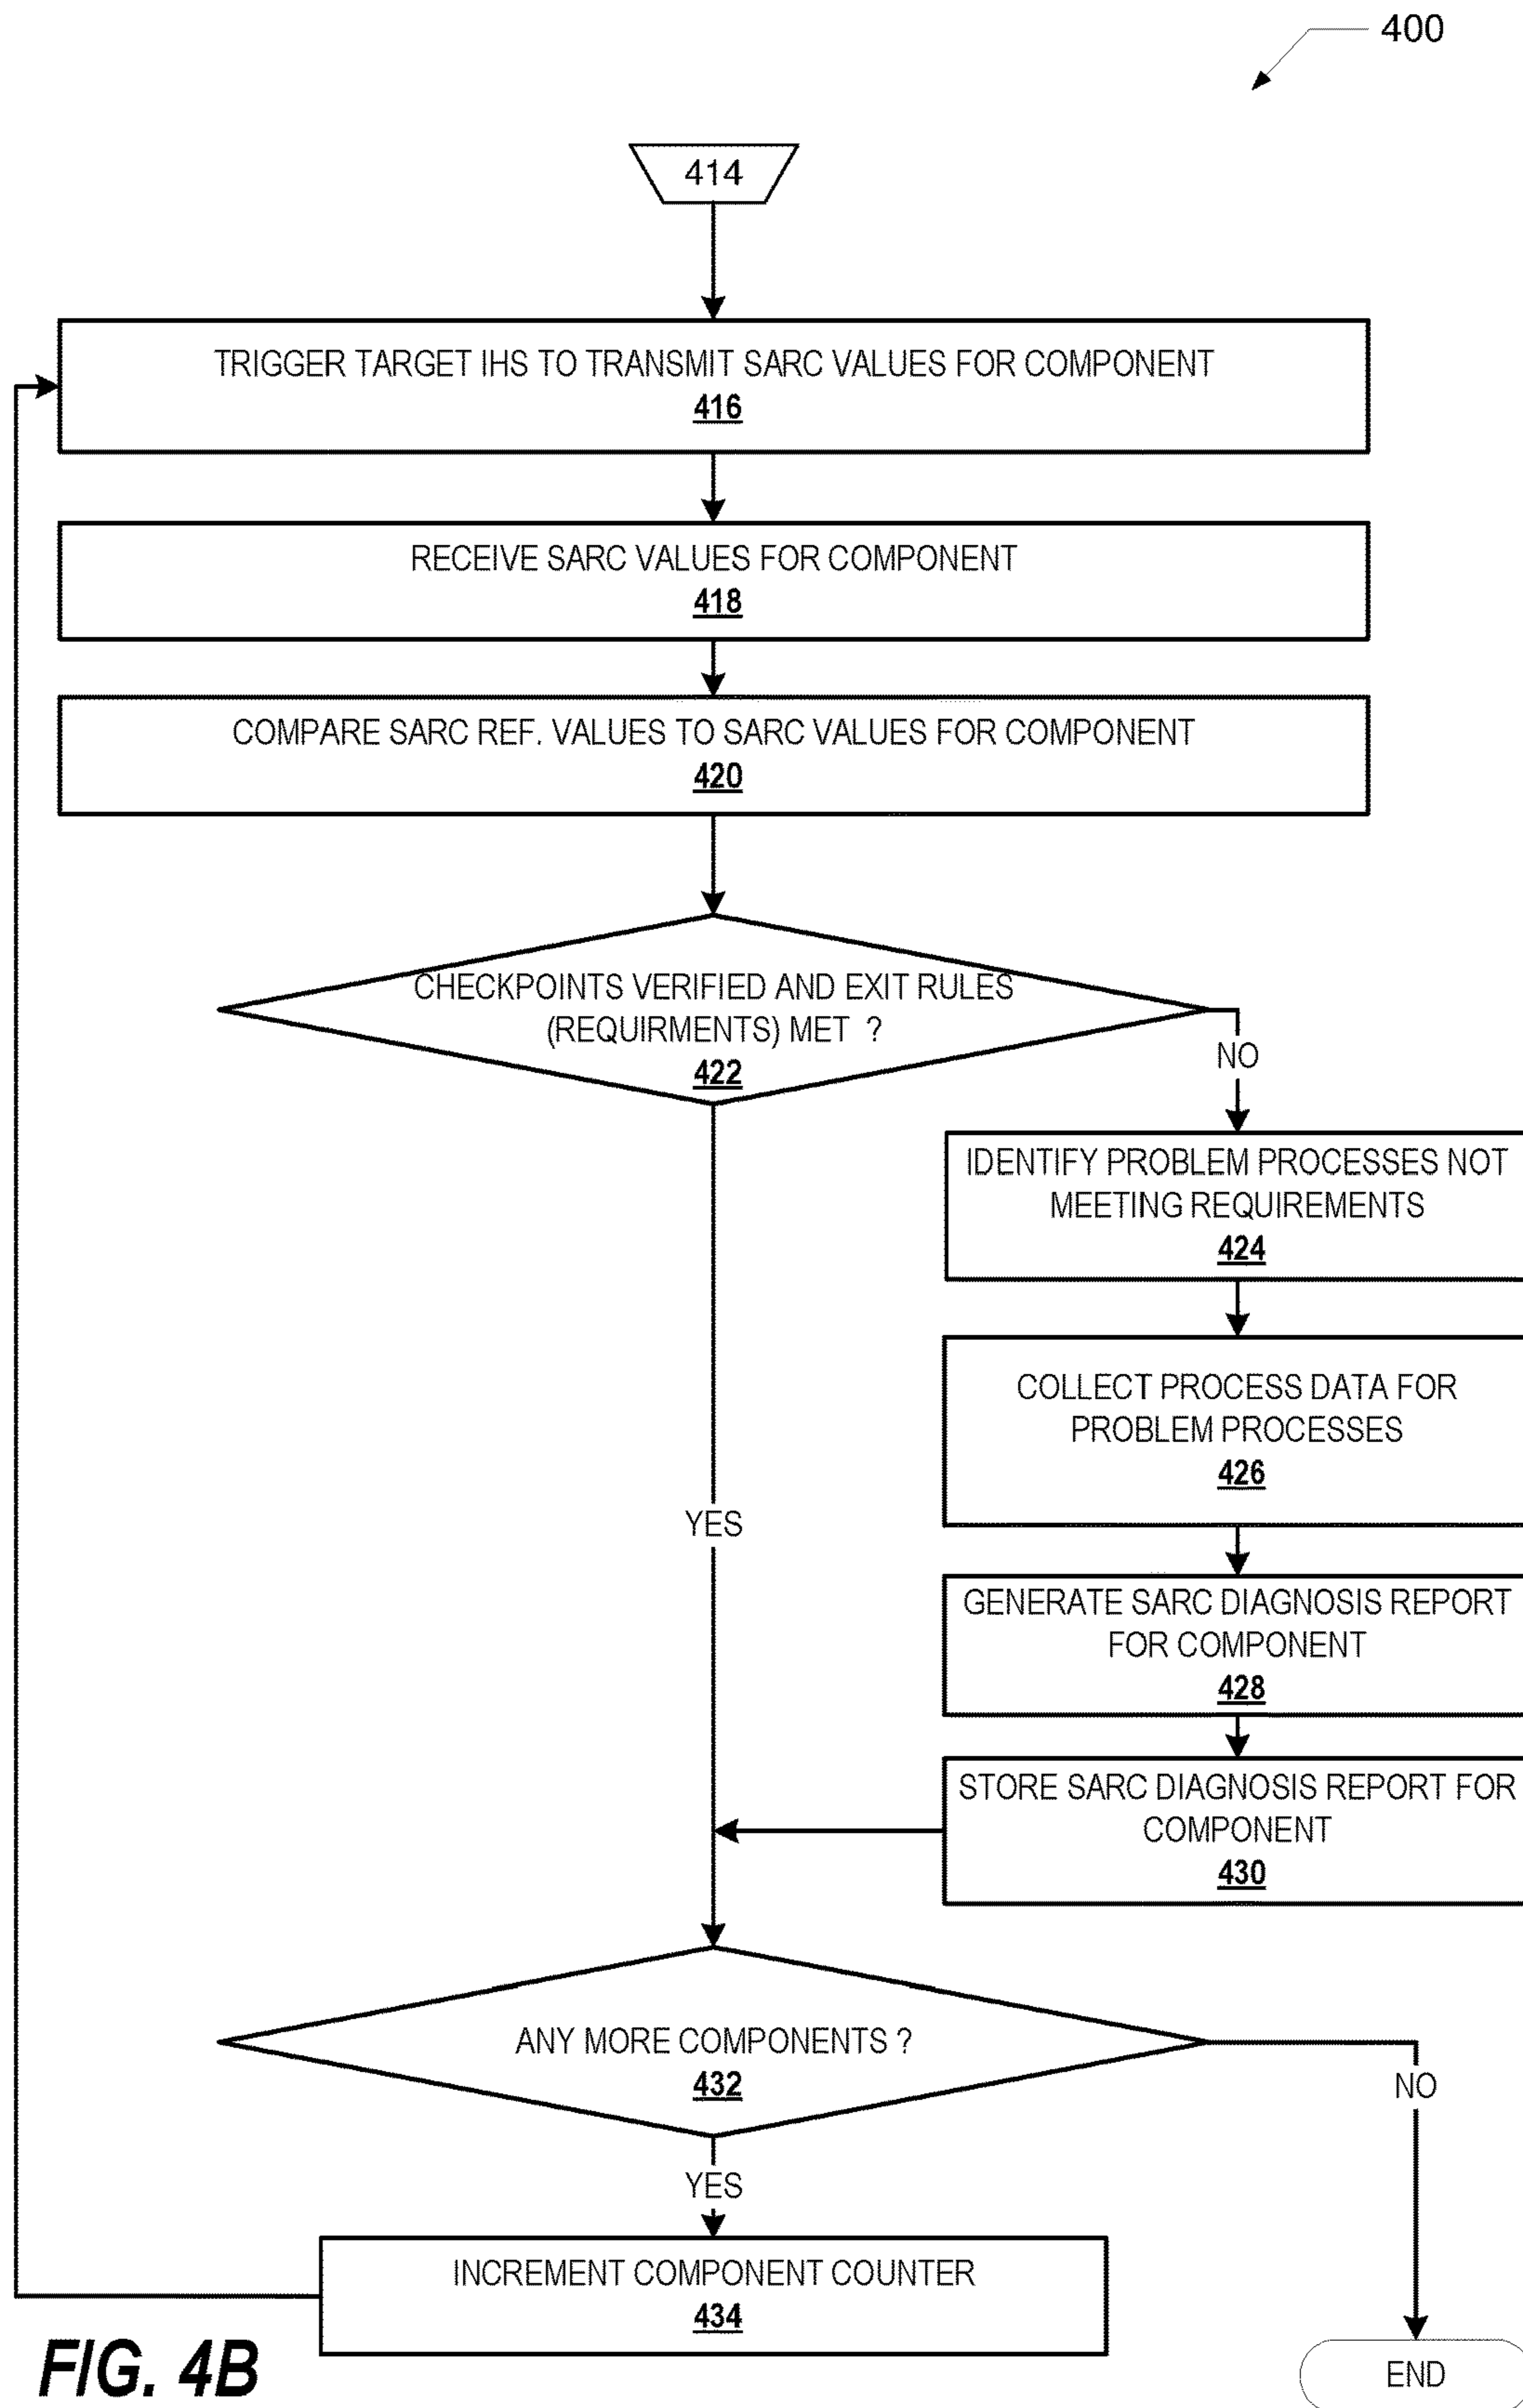 400
414
TRIGGER TARGET IHS TO TRANSMIT SARC VALUES FOR COMPONENT
416
RECEIVE SARC VALUES FOR COMPONENT
418
COMPARE SARC REF. VALUES TO SARC VALUES FOR COMPONENT
420
CHECKPOINTS VERIFIED AND EXIT RULES
(REQUIRMENTS) MET ?
422
NO
IDENTIFY PROBLEM PROCESSES NOT
MEETING REQUIREMENTS
424
COLLECT PROCESS DATA FOR
PROBLEM PROCESSES
426
YES
GENERATE SARC DIAGNOSIS REPORT
FOR COMPONENT
428
STORE SARC DIAGNOSIS REPORT FOR
COMPONENT
430
ANY MORE COMPONENTS ?
432
NO
YES
INCREMENT COMPONENT COUNTER
434
END
FIG. 4B